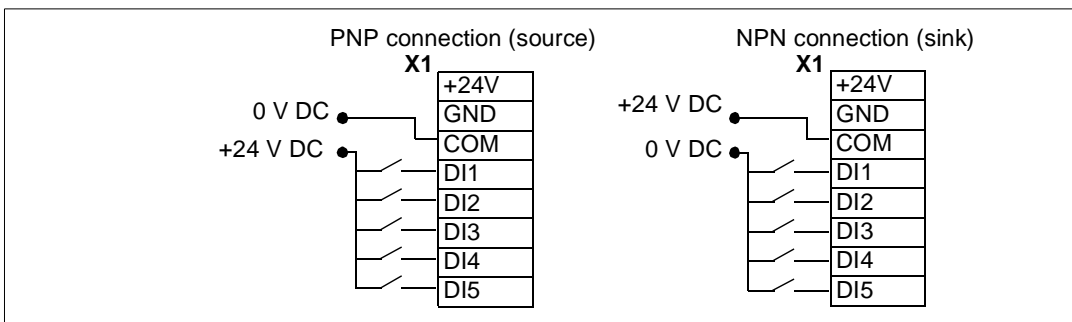 PNP connection (source)
X1
+24V
0 V DC
GND
+24 V DC
COM
DI1
DI2
DI3
DI4
DI5
NPN connection (sink)
X1
+24V
+24 V DC
GND
0 V DC
COM
DI1
DI2
DI3
DI4
DI5